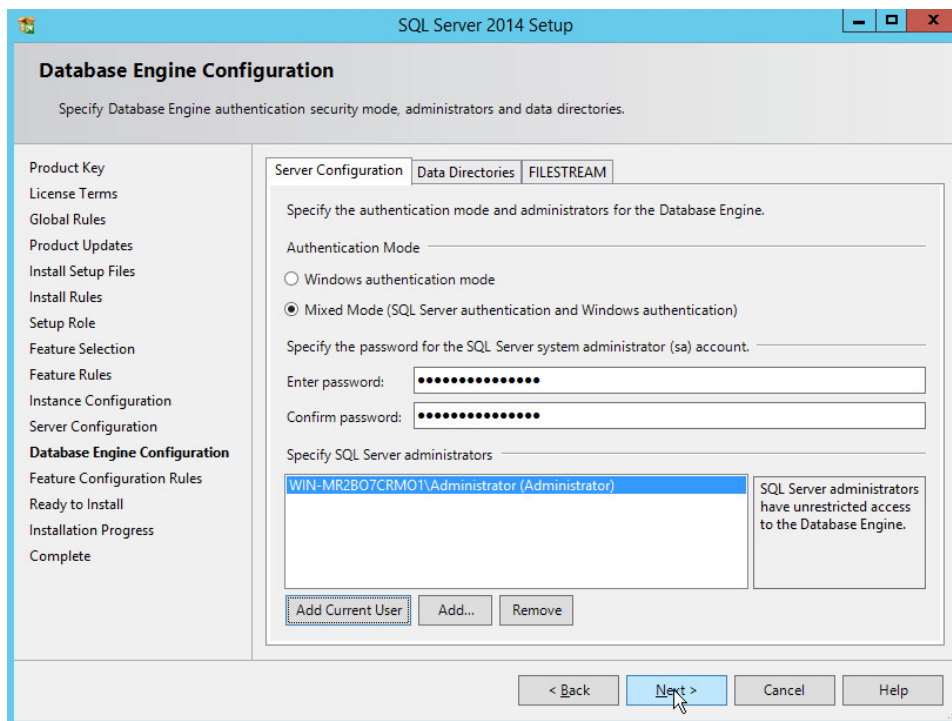 SQL Server 2014 Setup
Database Engine Configuration
Specify Database Engine authentication security mode, administrators and data directories.
Product Key
License Terms
Global Rules
Product Updates
Install Setup Files
Install Rules
Setup Role
Feature Selection
Feature Rules
Instance Configuration
Server Configuration
Database Engine Configuration
Feature Configuration Rules
Ready to Install
Installation Progress
Complete
Server Configuration Data Directories FILESTREAM
Specify the authentication mode and administrators for the Database Engine.
Authentication Mode
Windows authentication mode
Mixed Mode (SQL Server authentication and Windows authentication)
Specify the password for the SQL Server system administrator (sa) account.
Enter password: ●●●●●●●●●●●●●●●
Confirm password: ●●●●●●●●●●●●●●●
Specify SQL Server administrators
WIN-MR2BO7CRMO1\Administrator (Administrator)
SQL Server administrators
have unrestricted access
to the Database Engine.
Add Current User Add... Remove
< Back Next > Cancel Help